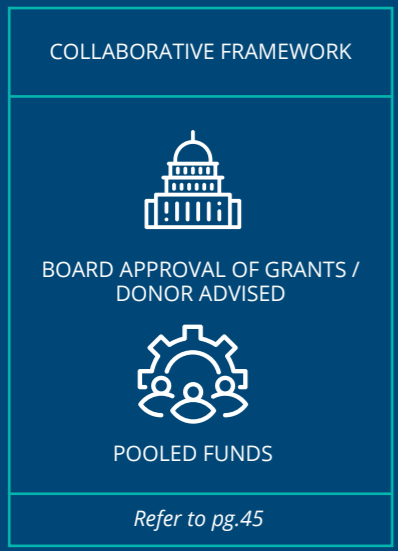 COLLABORATIVE FRAMEWORK
BOARD APPROVAL OF GRANTS /
DONOR ADVISED
POOLED FUNDS
Refer to pg.45